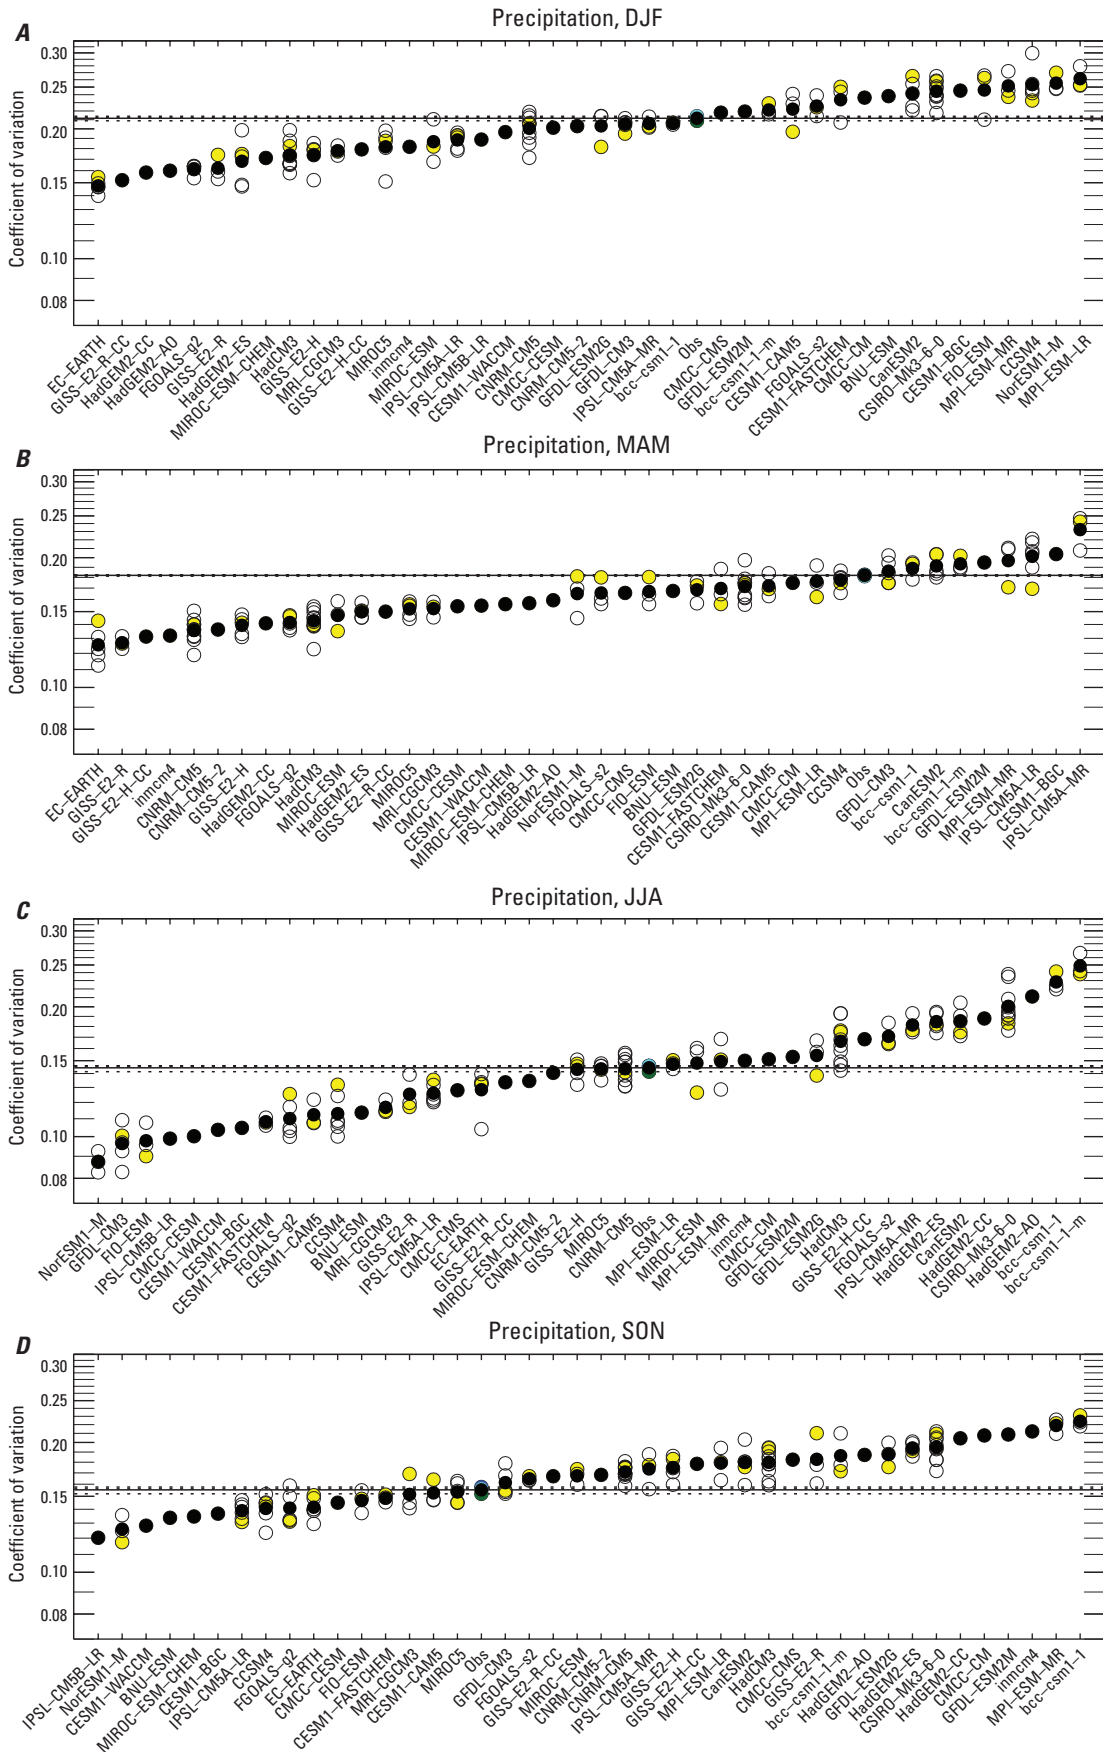 A
Precipitation, DJF
Coefficient of variation
0.30
0.25
0.20
0.15
0.10
0.08
EC–EARTH
GISS–E2–R–CC
HadGEM2–CC
HadGEM2–AO
FGOALS–g2
GISS–E2–R
HadGEM2–ES
MIROC–ESM–CHEM
HadCM3
GISS–E2–H
MRI–CGCM3
GISS–E2–H–CC
MIROC5
inmcm4
MIROC–ESM
IPSL–CM5A–LR
IPSL–CM5B–LR
CESM1–WACCM
CNRM–CM5
CMCC–CESM
CNRM–CM5–2
GFDL–ESM2G
GFDL–CM3
IPSL–CM5A–MR
bcc–csm1–1
Obs
CMCC–CMS
GFDL–ESM2M
bcc–csm1–1–m
CESM1–CAM5
FGOALS–s2
CESM1–FASTCHEM
CMCC–CM
BNU–ESM
CanESM2
CSIRO–Mk3–6–0
CESM1–BGC
FIO–ESM
MPI–ESM–MR
CCSM4
NorESM1–M
MPI–ESM–LR
B
Precipitation, MAM
Coefficient of variation
0.30
0.25
0.20
0.15
0.10
0.08
EC–EARTH
GISS–E2–R
GISS–E2–H–CC
inmcm4
CNRM–CM5
CNRM–CM5–2
GISS–E2–H
HadGEM2–CC
FGOALS–g2
HadCM3
MIROC–ESM
HadGEM2–ES
GISS–E2–R–CC
MIROC5
MRI–CGCM3
CMCC–CESM
CESM1–WACCM
MIROC–ESM–CHEM
IPSL–CM5B–LR
HadGEM2–AO
NorESM1–M
FGOALS–s2
CMCC–CMS
FIO–ESM
BNU–ESM
GFDL–ESM2G
CESM1–FASTCHEM
CSIRO–Mk3–6–0
CESM1–CAM5
CMCC–CM
MPI–ESM–LR
CCSM4
Obs
GFDL–CM3
bcc–csm1–1
CanESM2
bcc–csm1–1–m
GFDL–ESM2M
MPI–ESM–MR
IPSL–CM5A–LR
CESM1–BGC
IPSL–CM5A–MR
C
Precipitation, JJA
Coefficient of variation
0.30
0.25
0.20
0.15
0.10
0.08
NorESM1–M
GFDL–CM3
FIO–ESM
IPSL–CM5B–LR
CMCC–CESM
CESM1–WACCM
CESM1–BGC
CESM1–FASTCHEM
FGOALS–g2
CESM1–CAM5
CCSM4
BNU–ESM
MRI–CGCM3
GISS–E2–R
IPSL–CM5A–LR
CMCC–CMS
EC–EARTH
GISS–E2–R–CC
MIROC–ESM–CHEM
CNRM–CM5–2
GISS–E2–H
MIROC5
CNRM–CM5
Obs
MPI–ESM–LR
MIROC–ESM
MPI–ESM–MR
inmcm4
CMCC–CM
GFDL–ESM2M
GFDL–ESM2G
HadCM3
GISS–E2–H–CC
FGOALS–s2
IPSL–CM5A–MR
HadGEM2–ES
CanESM2
HadGEM2–CC
CSIRO–Mk3–6–0
HadGEM2–AO
bcc–csm1–1
bcc–csm1–1–m
D
Precipitation, SON
Coefficient of variation
0.30
0.25
0.20
0.15
0.10
0.08
IPSL–CM5B–LR
NorESM1–M
CESM1–WACCM
BNU–ESM
MIROC–ESM–CHEM
CESM1–BGC
IPSL–CM5A–LR
CCSM4
FGOALS–g2
EC–EARTH
CMCC–CESM
FIO–ESM
CESM1–FASTCHEM
MRI–CGCM3
CESM1–CAM5
MIROC5
Obs
GFDL–CM3
FGOALS–s2
GISS–E2–R–CC
MIROC–ESM
CNRM–CM5–2
CNRM–CM5
IPSL–CM5A–MR
GISS–E2–H
GISS–E2–H–CC
MPI–ESM–LR
CanESM2
HadCM3
CMCC–CMS
GISS–E2–R
bcc–csm1–1–m
HadGEM2–AO
GFDL–ESM2G
HadGEM2–ES
CSIRO–Mk3–6–0
HadGEM2–CC
CMCC–CM
GFDL–ESM2M
inmcm4
MPI–ESM–MR
bcc–csm1–1